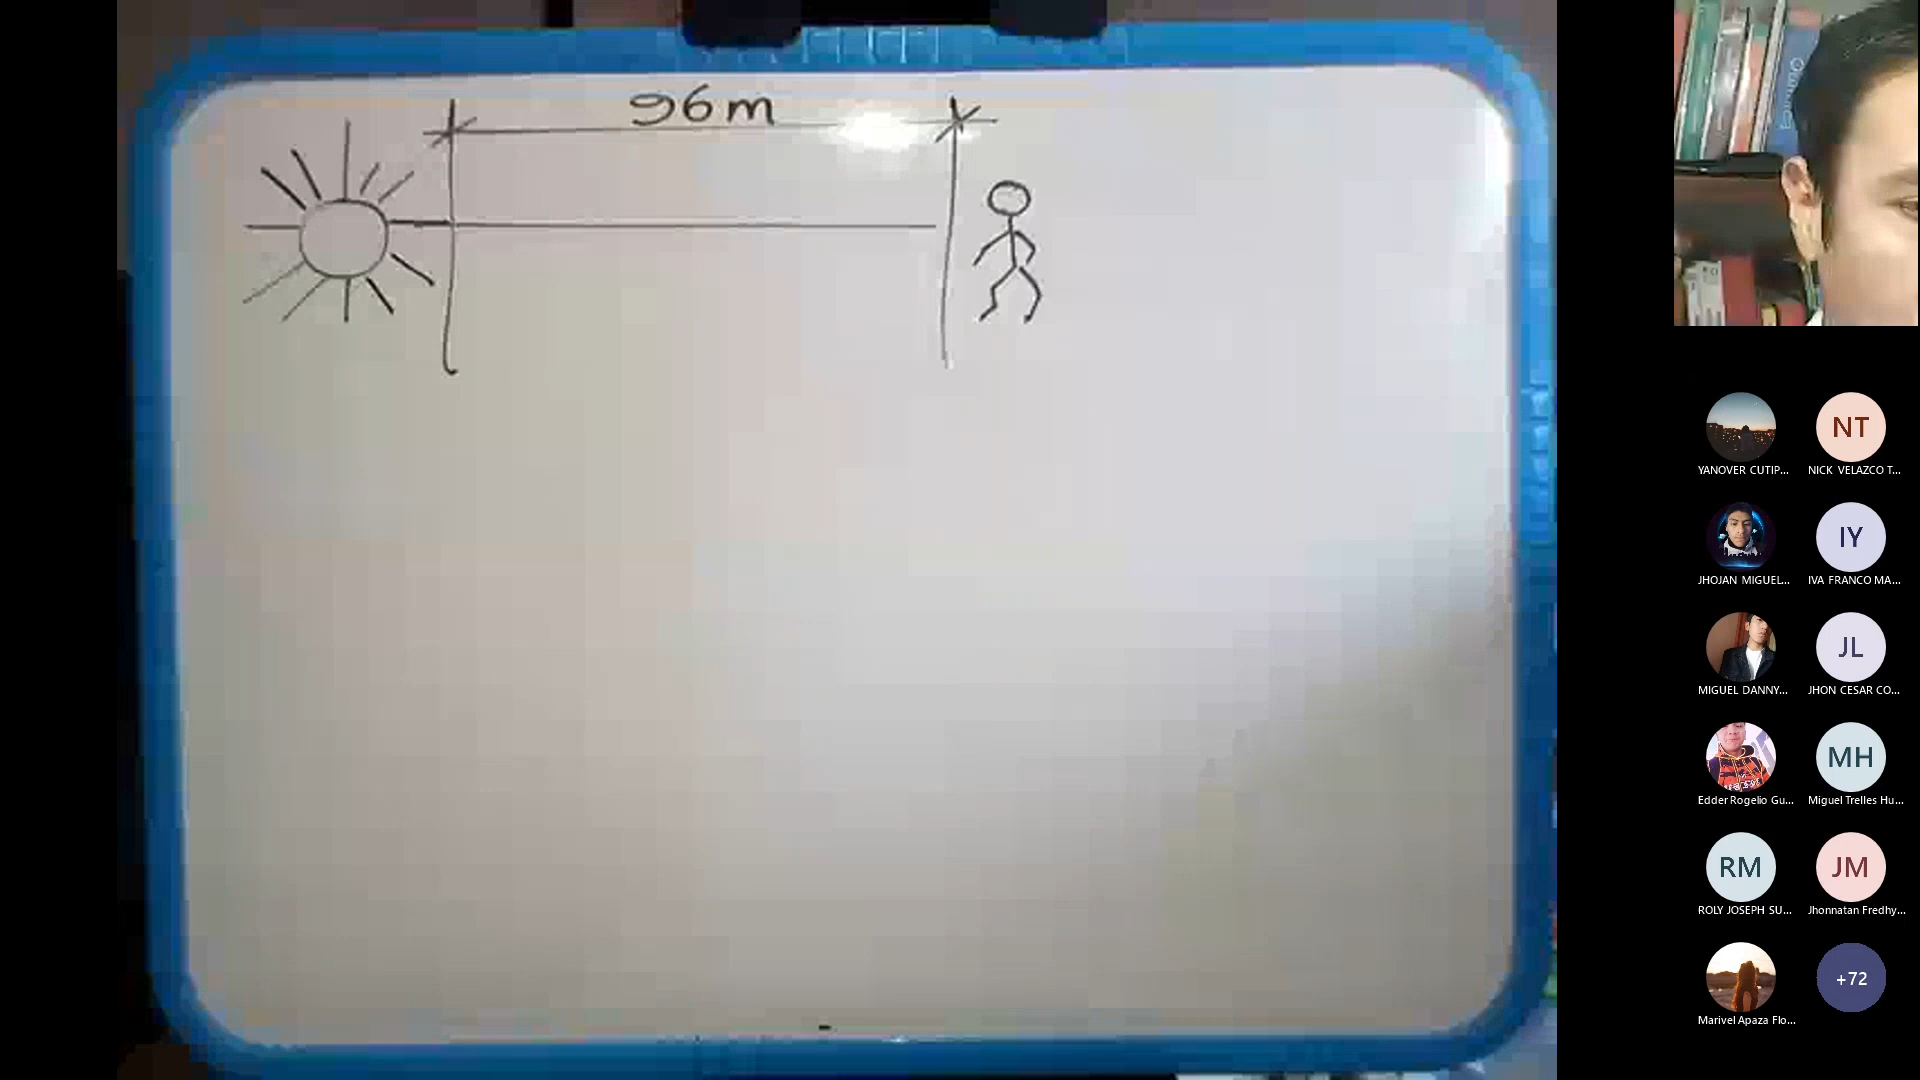 96m
YANOVER CUTIP...
NICK VELAZCO T...
NT
JHOJAN MIGUEL...
IY
IVA FRANCO MA...
MIGUEL DANNY...
JL
JHON CESAR CO...
Edder Rogelio Gu...
MH
Miguel Trelles Hu...
RM
ROLY JOSEPH SU...
JM
Jhonnatan Fredhy...
Marivel Apaza Flo...
+72